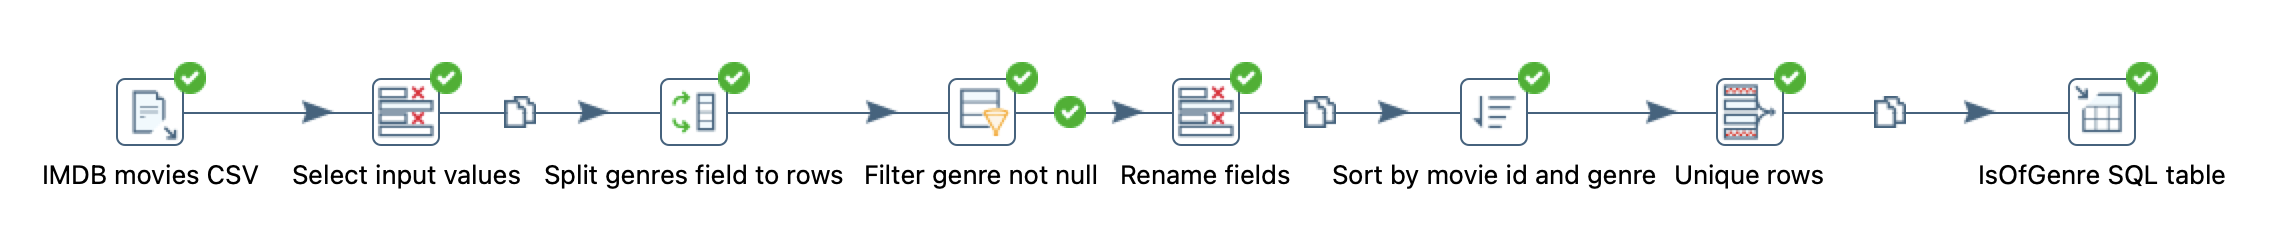 IMDB movies CSV
Select input values
Split genres field to rows
Filter genre not null
Rename fields
Sort by movie id and genre
Unique rows
IsOfGenre SQL table